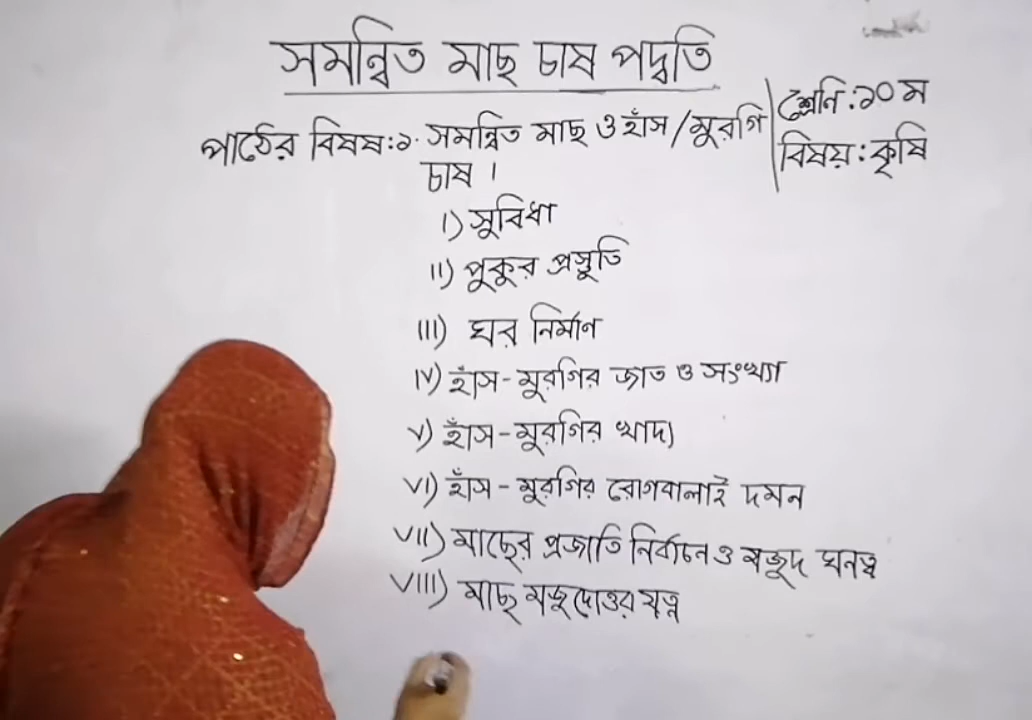 সমন্বিত মাছ চাষ পদ্ধতি
শ্রেনি : ১০ ম
বিষয় : কৃষি
পাঠের বিষয় : ১. সমন্বিত মাছ ও হাঁস / মুরগি
চাষ ।
I) সুবিধা
II) পুকুর প্রস্তুতি
III) ঘর নির্মাণ
IV) হাঁস - মুরগির জাত ও সংখ্যা
V) হাঁস - মুরগির খাদ্য
VI) হাঁস - মুরগির রোগবালাই দমন
VII) মাছের প্রজাতি নির্বাচন ও মজুদ ঘনত্ব
VIII) মাছ মজুদোত্তর যত্ন